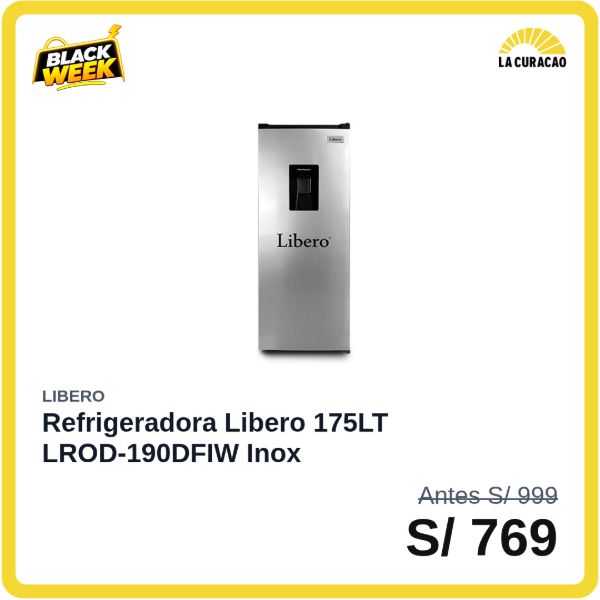 BLACK
WEEK
LA CURACAO
Libero
Libero
LIBERO
Refrigeradora Libero 175LT
LROD-190DFIW Inox
Antes S/ 999
S/ 769